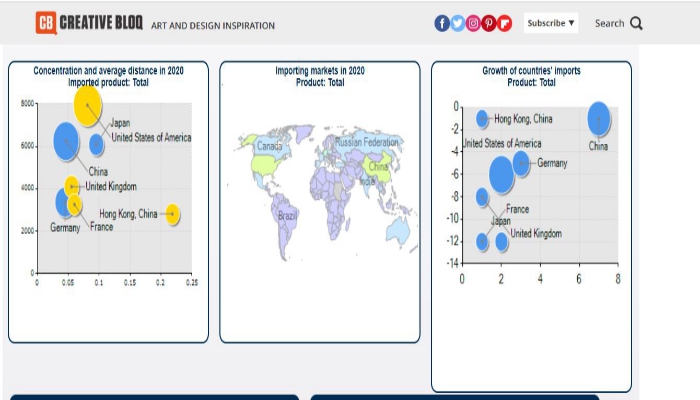 CB CREATIVE BLOQ ART AND DESIGN INSPIRATION
Subscribe ▼
Search
Concentration and average distance in 2020
Imported product: Total
8000
6000
4000
2000
0
0 0.05 0.1 0.15 0.2 0.25
Japan
United States of America
China
United Kingdom
Hong Kong, China
Germany
France
Importing markets in 2020
Product: Total
Canada
Russian Federation
China
India
Brazil
Growth of countries' imports
Product: Total
0
-2
-4
-6
-8
-10
-12
-14
0 2 4 6 8
Hong Kong, China
China
United States of America
Germany
France
Japan
United Kingdom